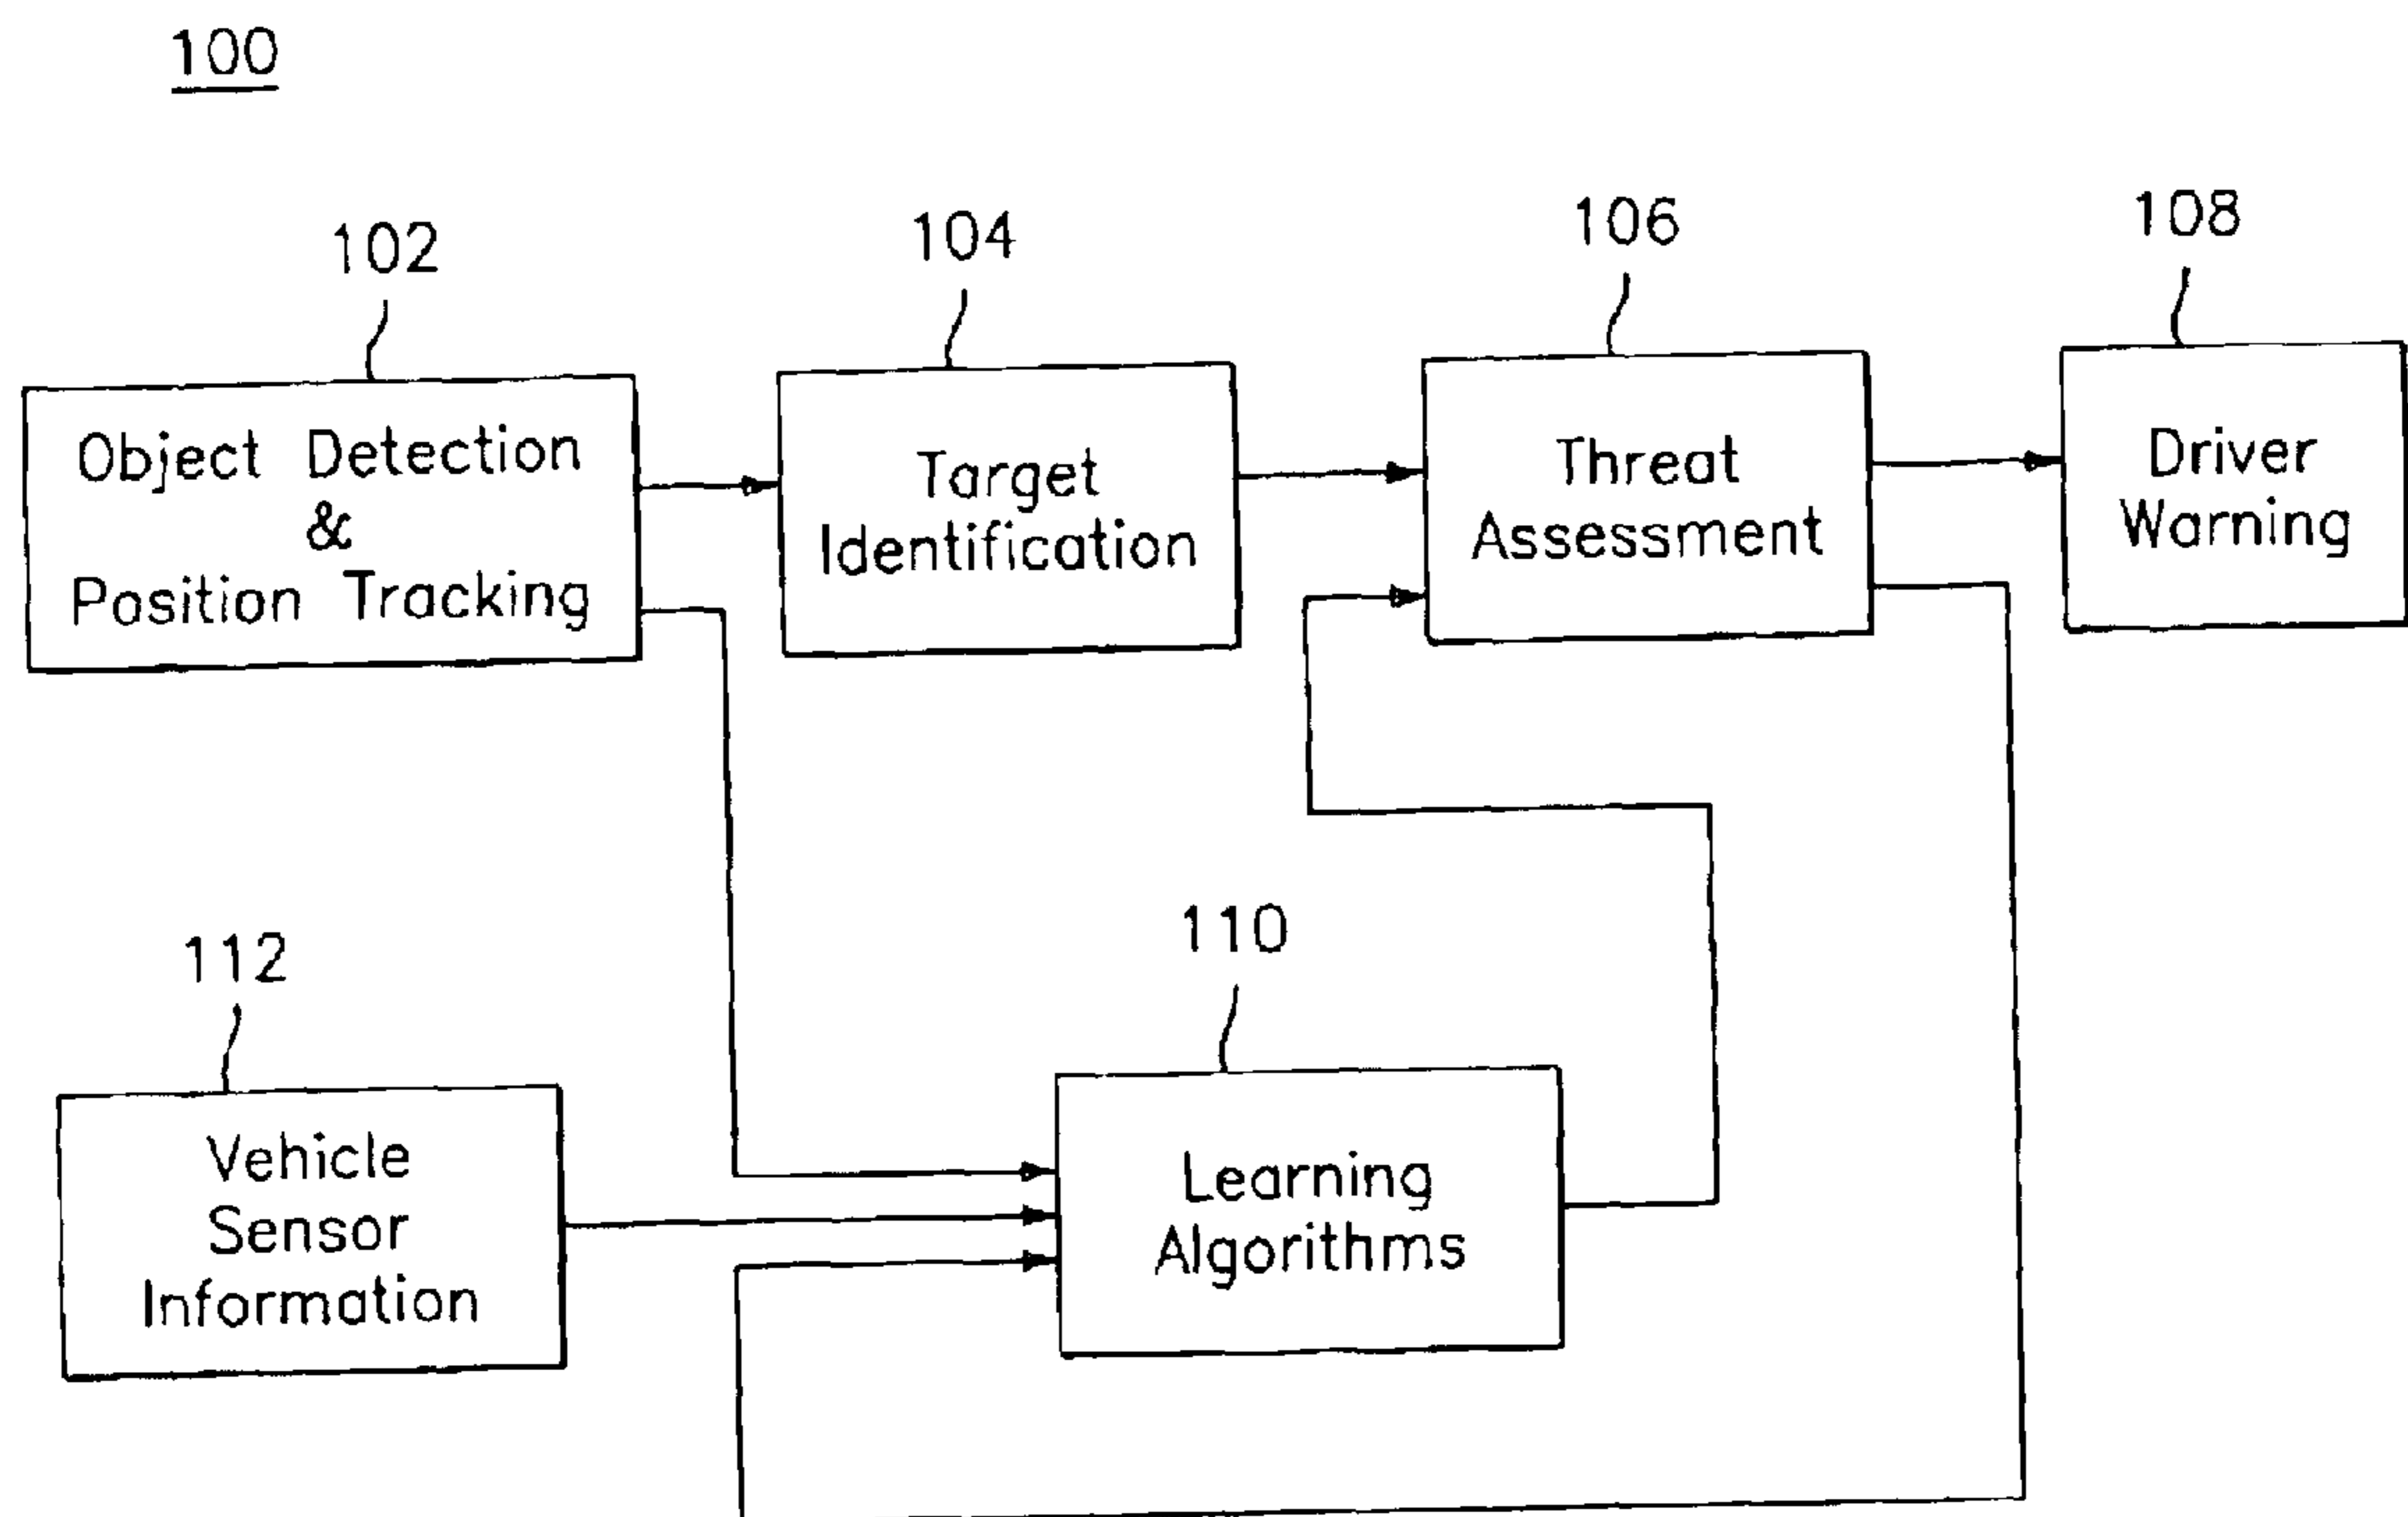 100
102
104
106
108
Object Detection
&
Position Tracking
Target
Identification
Threat
Assessment
Driver
Warning
112
110
Vehicle
Sensor
Information
Learning
Algorithms